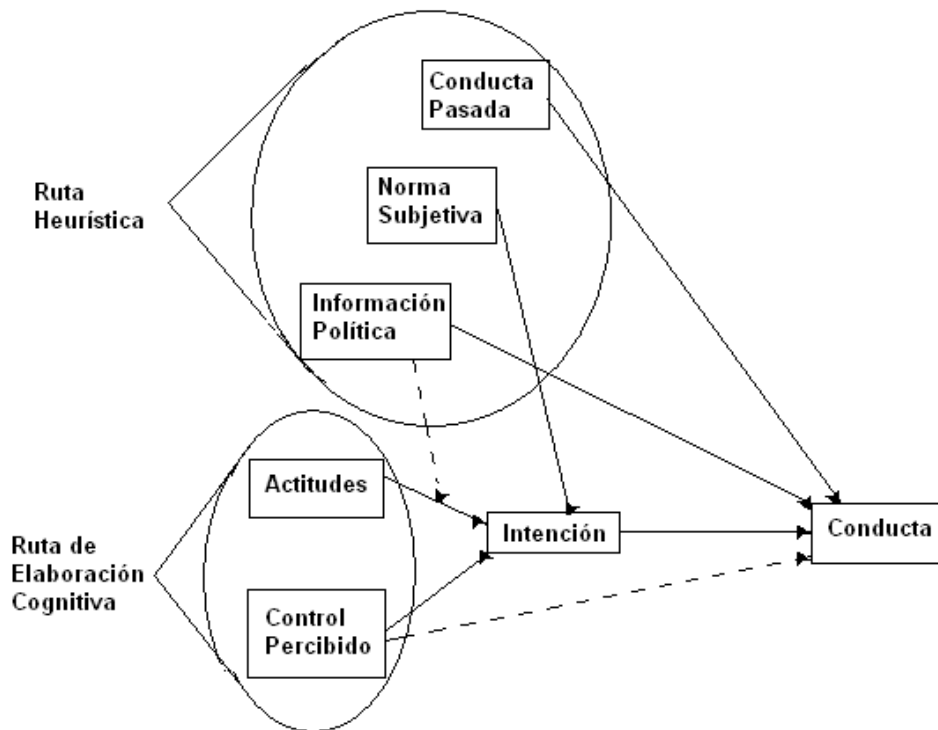 Conducta
Pasada
Ruta
Heurística
Norma
Subjetiva
Información
Política
Actitudes
Ruta de
Elaboración
Cognitiva
Control
Percibido
Intención
Conducta